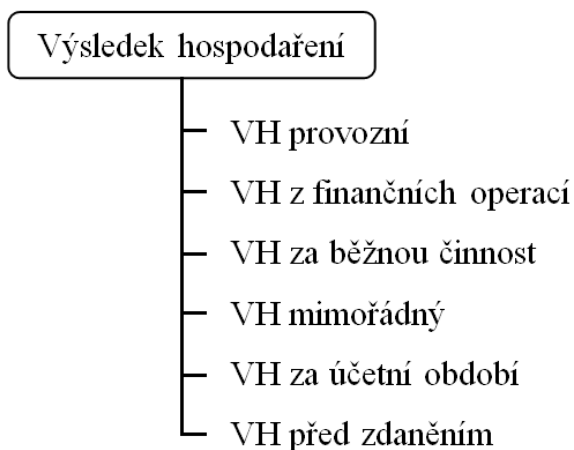 Výsledek hospodaření
VH provozní
VH z finančních operací
VH za běžnou činnost
VH mimořádný
VH za účetní období
VH před zdaněním